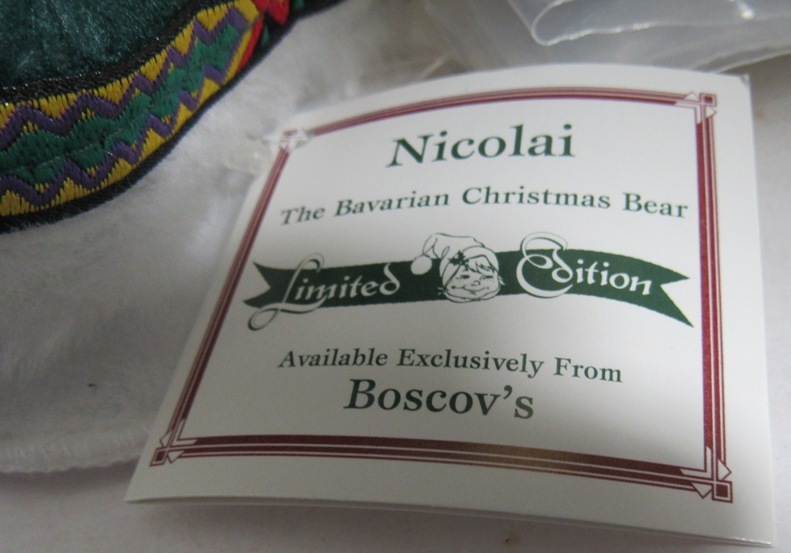 Nicolai
The Bavarian Christmas Bear
Limited Edition
Available Exclusively From
Boscov's